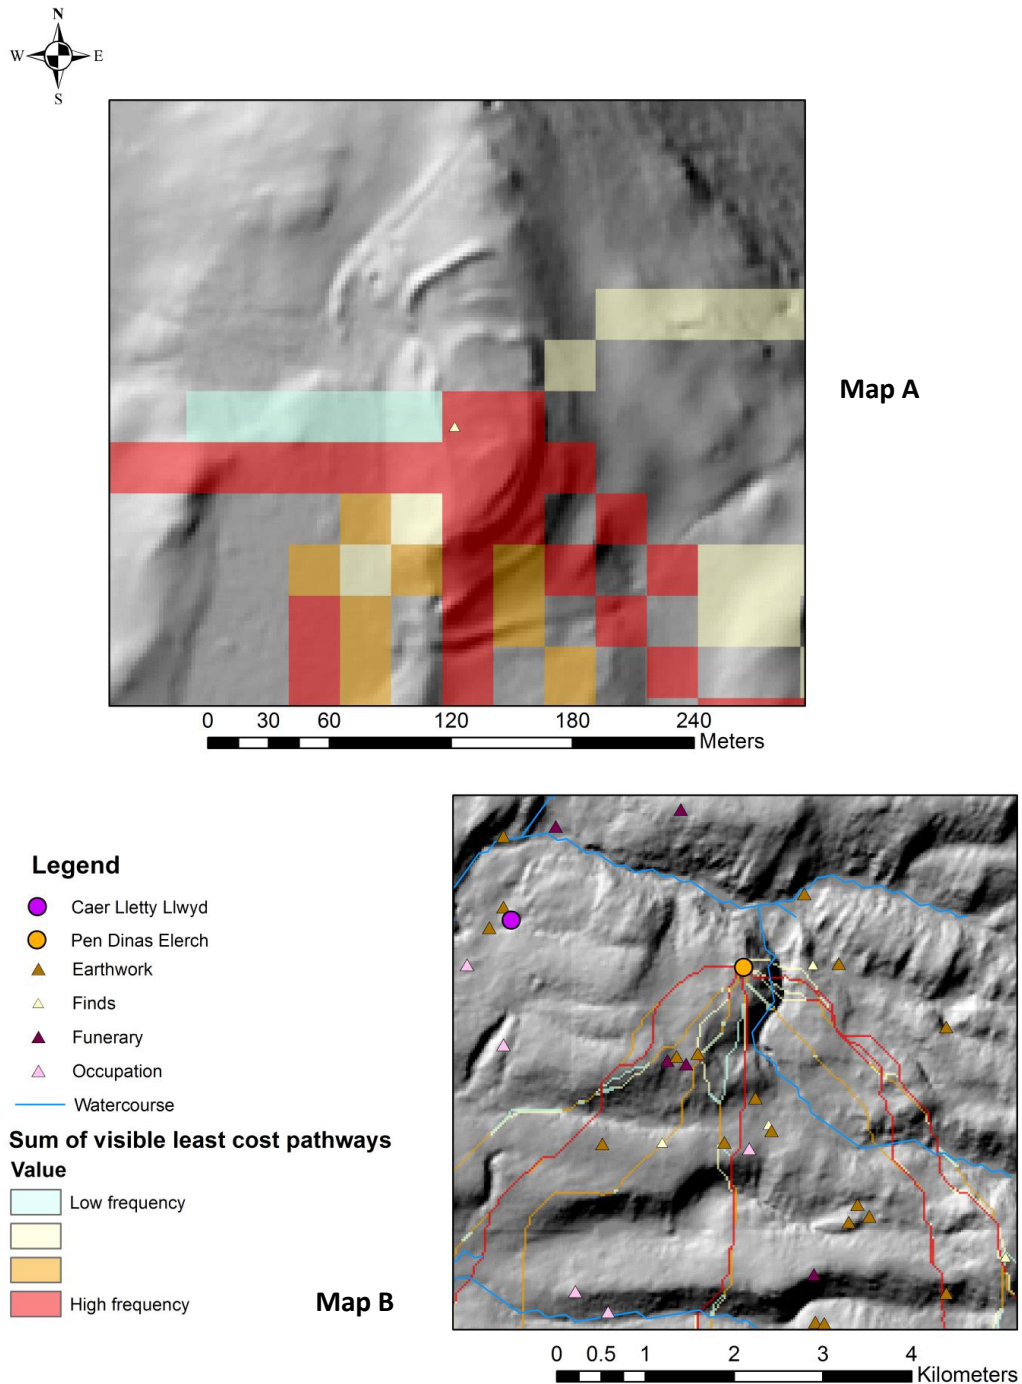 N
W E
S
Map A
0 30 60 120 180 240
Meters
Legend
Caer Lletty Llwyd
Pen Dinas Elerch
Earthwork
Finds
Funerary
Occupation
Watercourse
Sum of visible least cost pathways
Value
Low frequency
High frequency
Map B
0 0.5 1 2 3 4
Kilometers